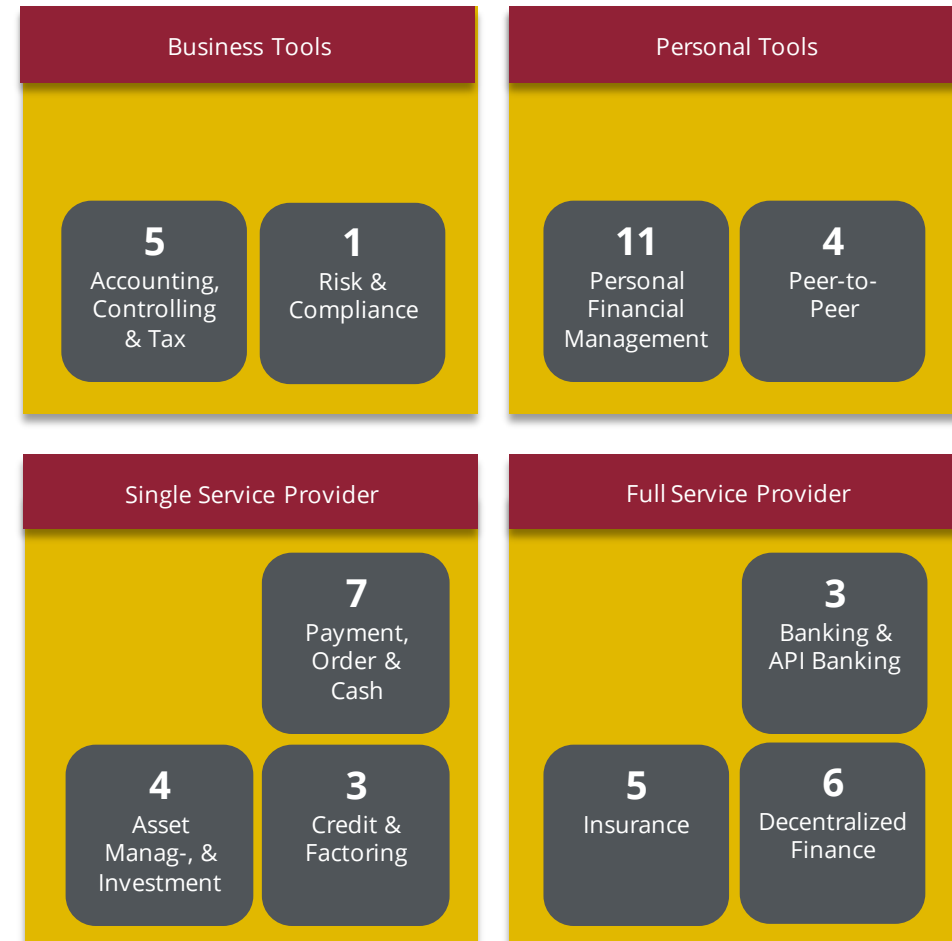 Business Tools
5
Accounting,
Controlling
& Tax
1
Risk &
Compliance
Personal Tools
11
Personal
Financial
Management
4
Peer-to-
Peer
Single Service Provider
7
Payment,
Order &
Cash
4
Asset
Manag-, &
Investment
3
Credit &
Factoring
Full Service Provider
3
Banking &
API Banking
5
Insurance
6
Decentralized
Finance